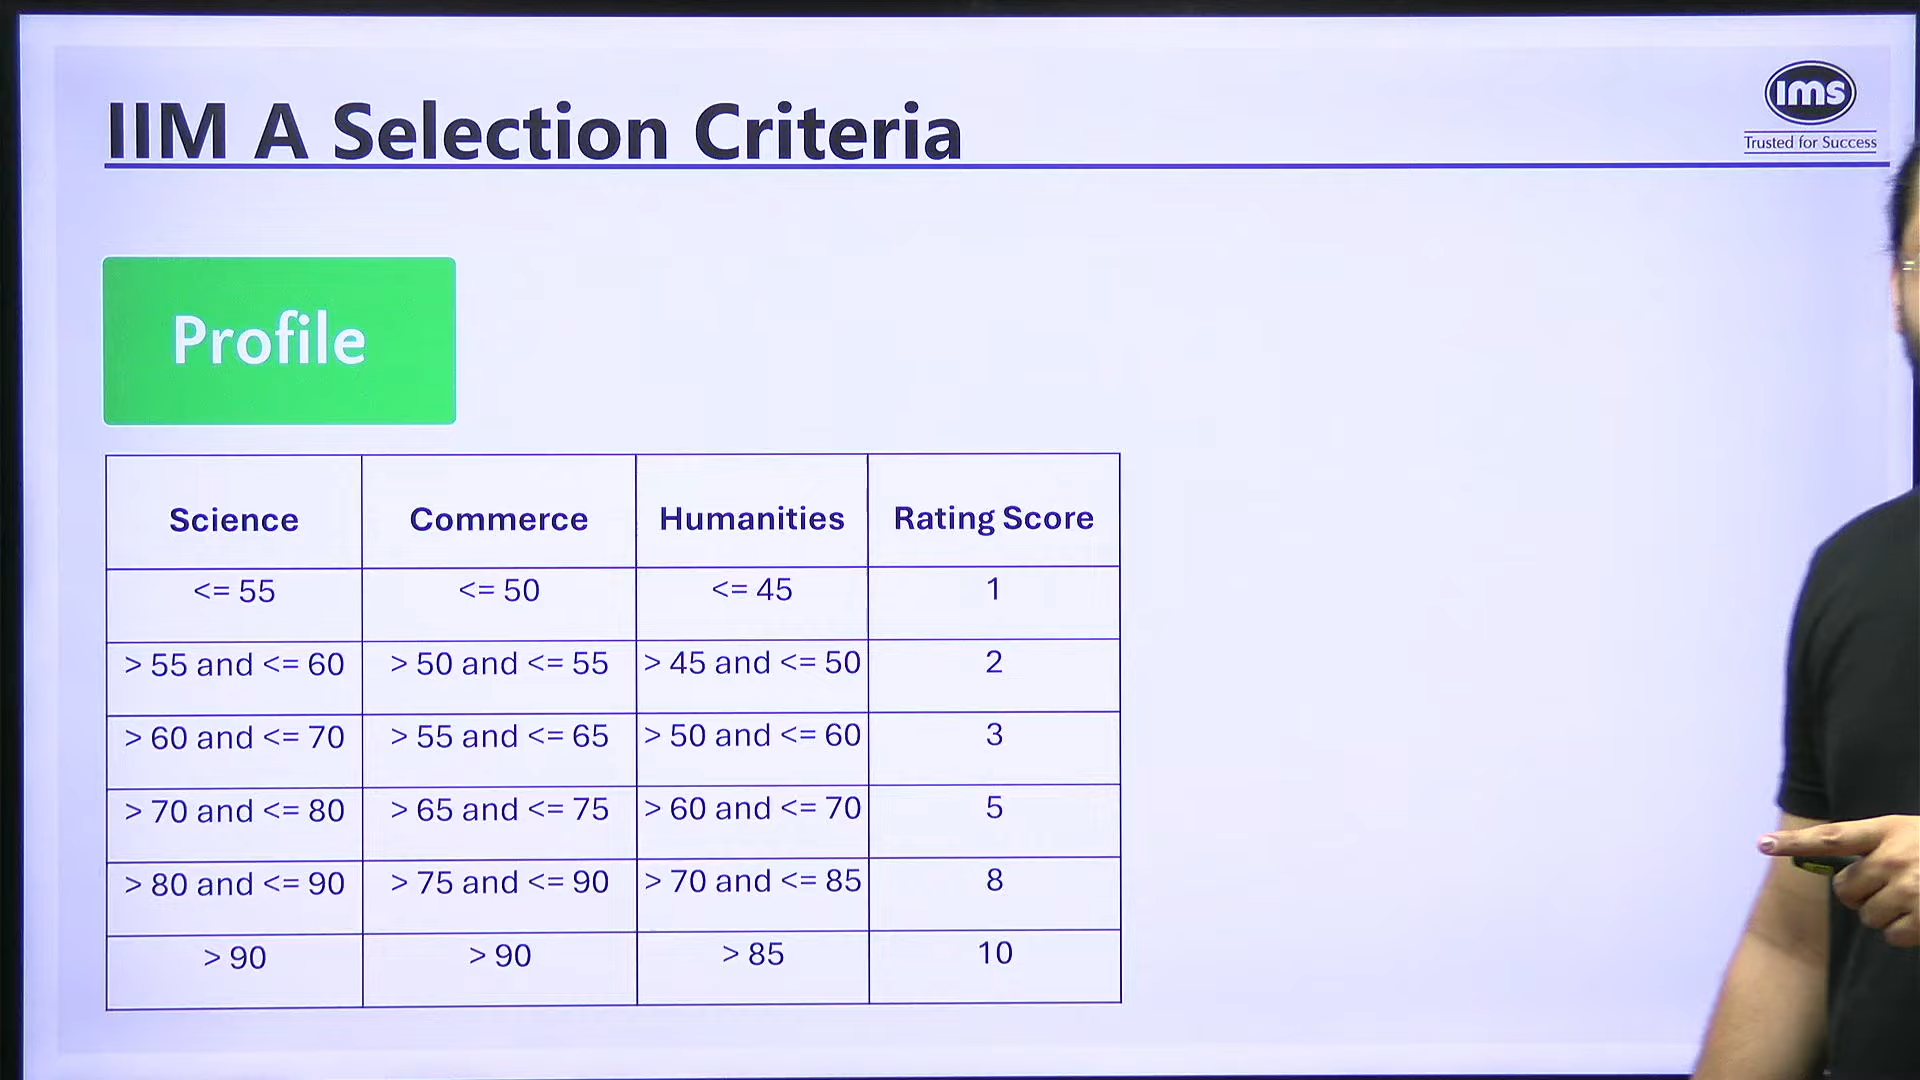 IIM A Selection Criteria
ims
Trusted for Success
Profile
Science Commerce Humanities Rating Score
<= 55 <= 50 <= 45 1
> 55 and <= 60 > 50 and <= 55 > 45 and <= 50 2
> 60 and <= 70 > 55 and <= 65 > 50 and <= 60 3
> 70 and <= 80 > 65 and <= 75 > 60 and <= 70 5
> 80 and <= 90 > 75 and <= 90 > 70 and <= 85 8
> 90 > 90 > 85 10